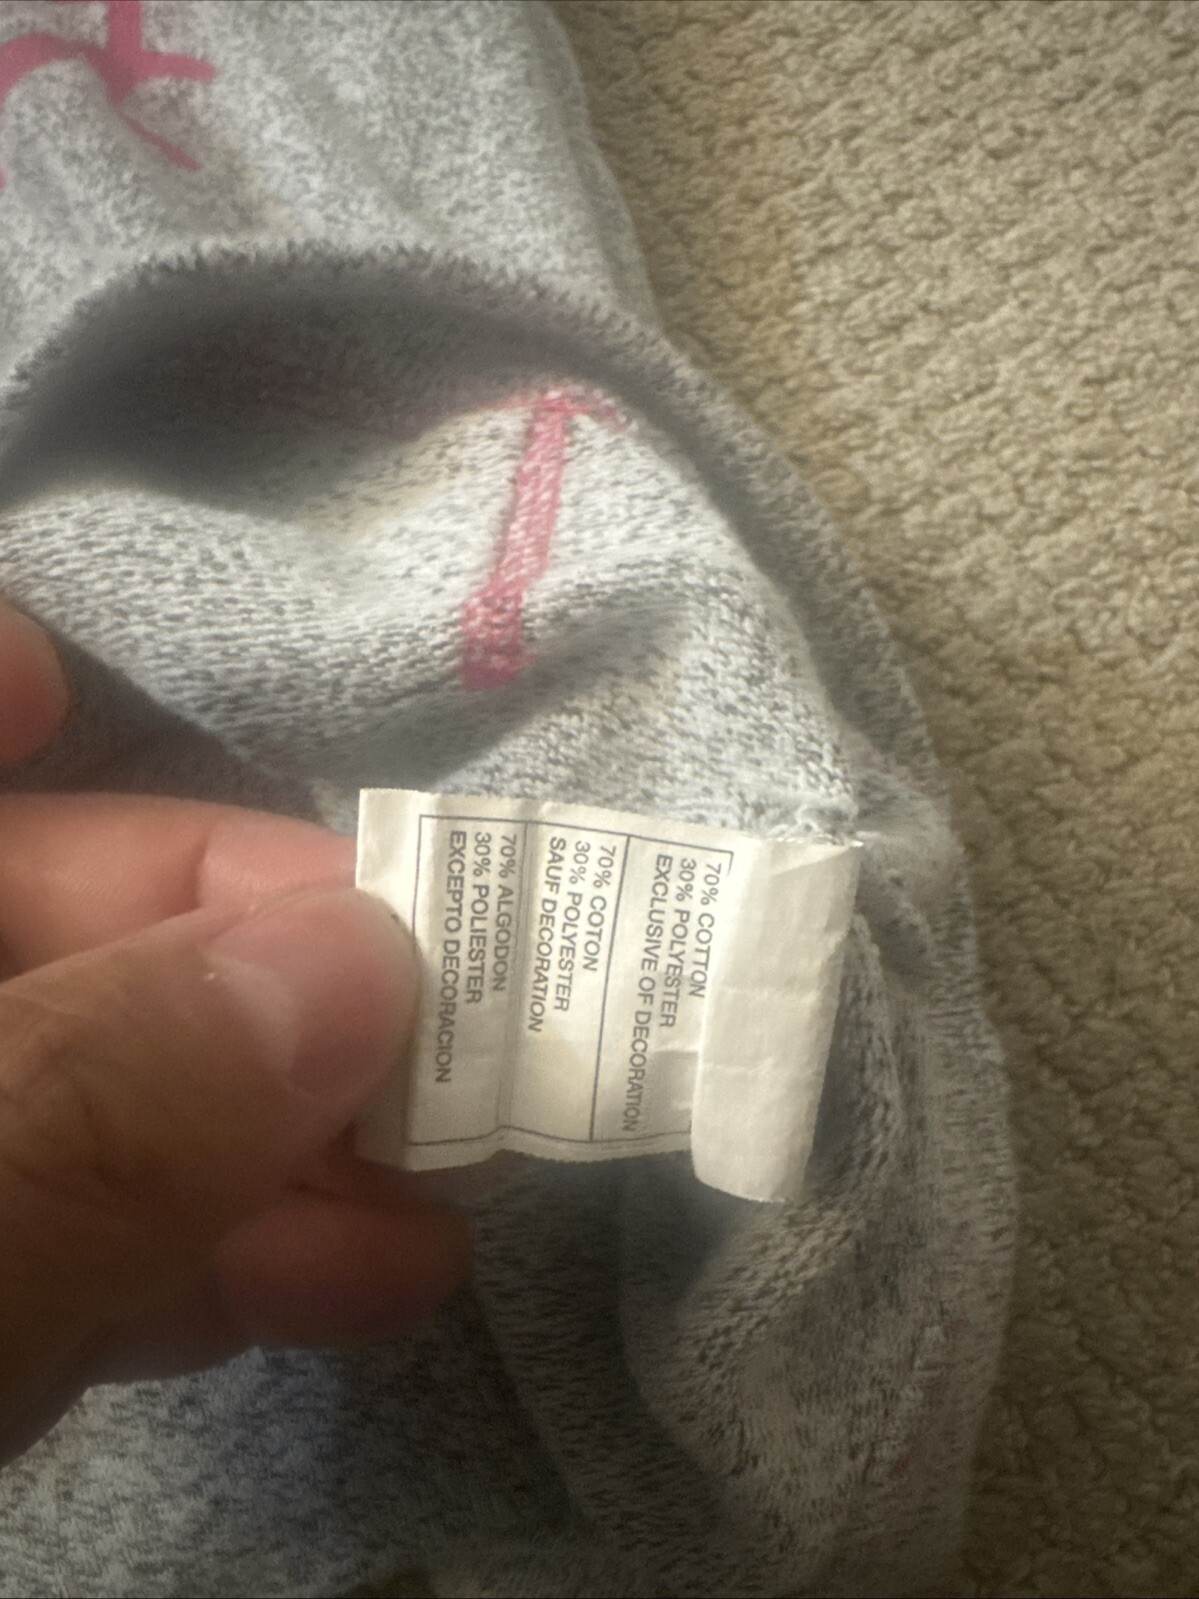 70% COTTON
30% POLYESTER
EXCLUSIVE OF DECORATION
70% COTON
30% POLYESTER
SAUF DECORATION
70% ALGODON
30% POLIESTER
EXCEPTO DECORACION